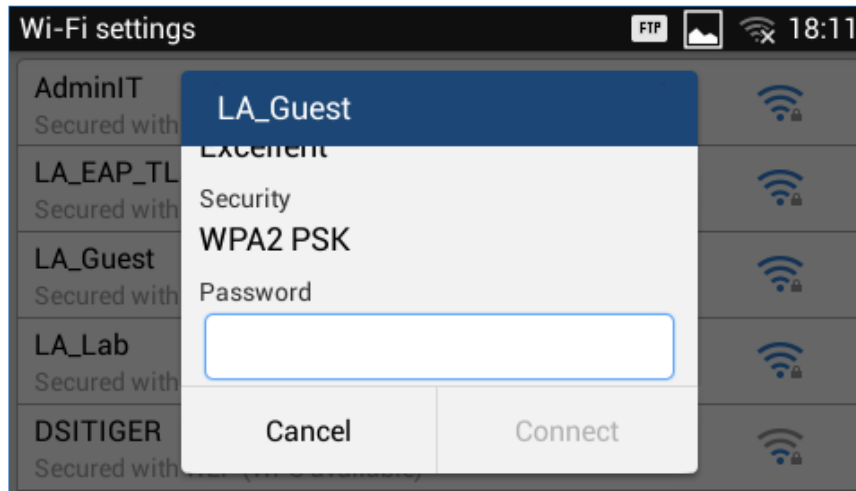 Wi-Fi settings FTP 18:11
AdminIT
Secured with
LA_EAP_TL
Secured with
LA_Guest
Secured with
LA_Lab
Secured with
DSITIGER
Secured with
LA_Guest
Excellent
Security
WPA2 PSK
Password
Cancel Connect